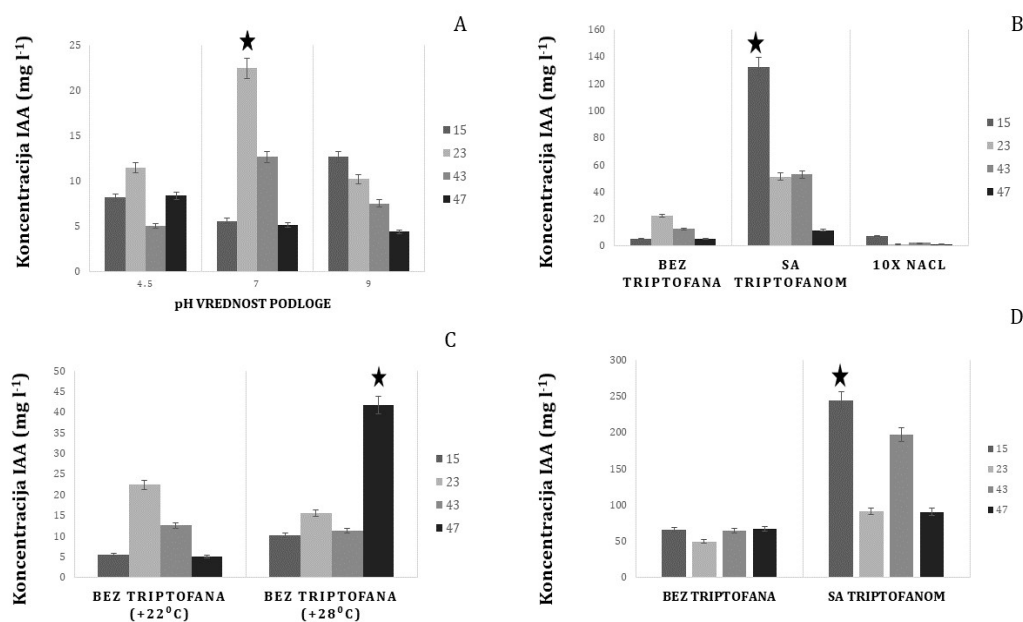 A
Koncentracija IAA (mg l-1)
25
20
15
10
5
0
4.5
7
9
pH VREDNOST PODLOGE
15
23
43
47
B
Koncentracija IAA (mg l-1)
160
140
120
100
80
60
40
20
0
BEZ
TRIPTOFANA
SA
TRIPTOFANOM
10X NACL
15
23
43
47
C
Koncentracija IAA (mg l-1)
50
45
40
35
30
25
20
15
10
5
0
BEZ TRIPTOFANA
(+22⁰C)
BEZ TRIPTOFANA
(+28⁰C)
15
23
43
47
D
Koncentracija IAA (mg l-1)
300
250
200
150
100
50
0
BEZ TRIPTOFANA
SA TRIPTOFANOM
15
23
43
47